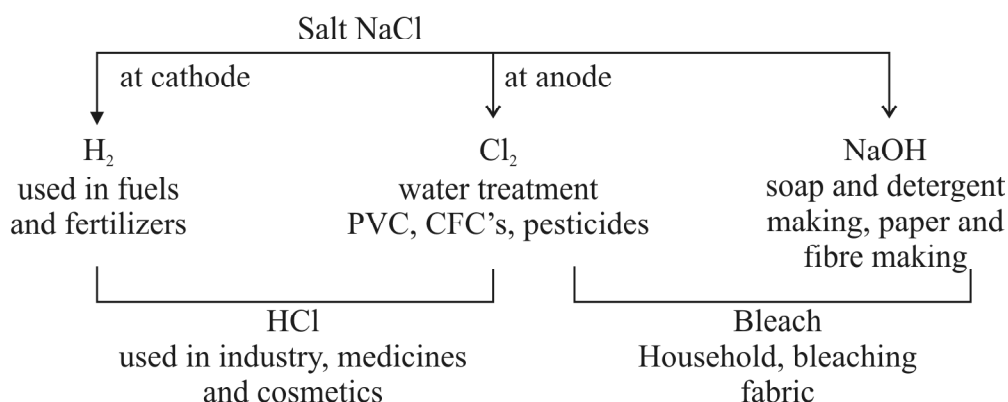 Salt NaCl
at cathode
at anode
H₂
used in fuels
and fertilizers
Cl₂
water treatment
PVC, CFC's, pesticides
NaOH
soap and detergent
making, paper and
fibre making
HCl
used in industry, medicines
and cosmetics
Bleach
Household, bleaching
fabric